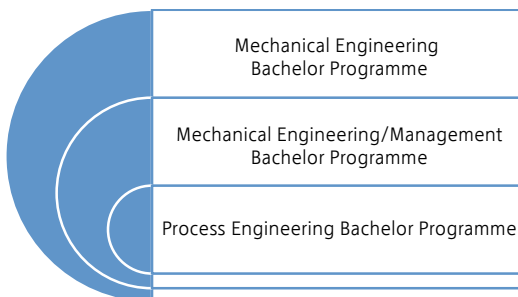 Mechanical Engineering
Bachelor Programme
Mechanical Engineering/Management
Bachelor Programme
Process Engineering Bachelor Programme